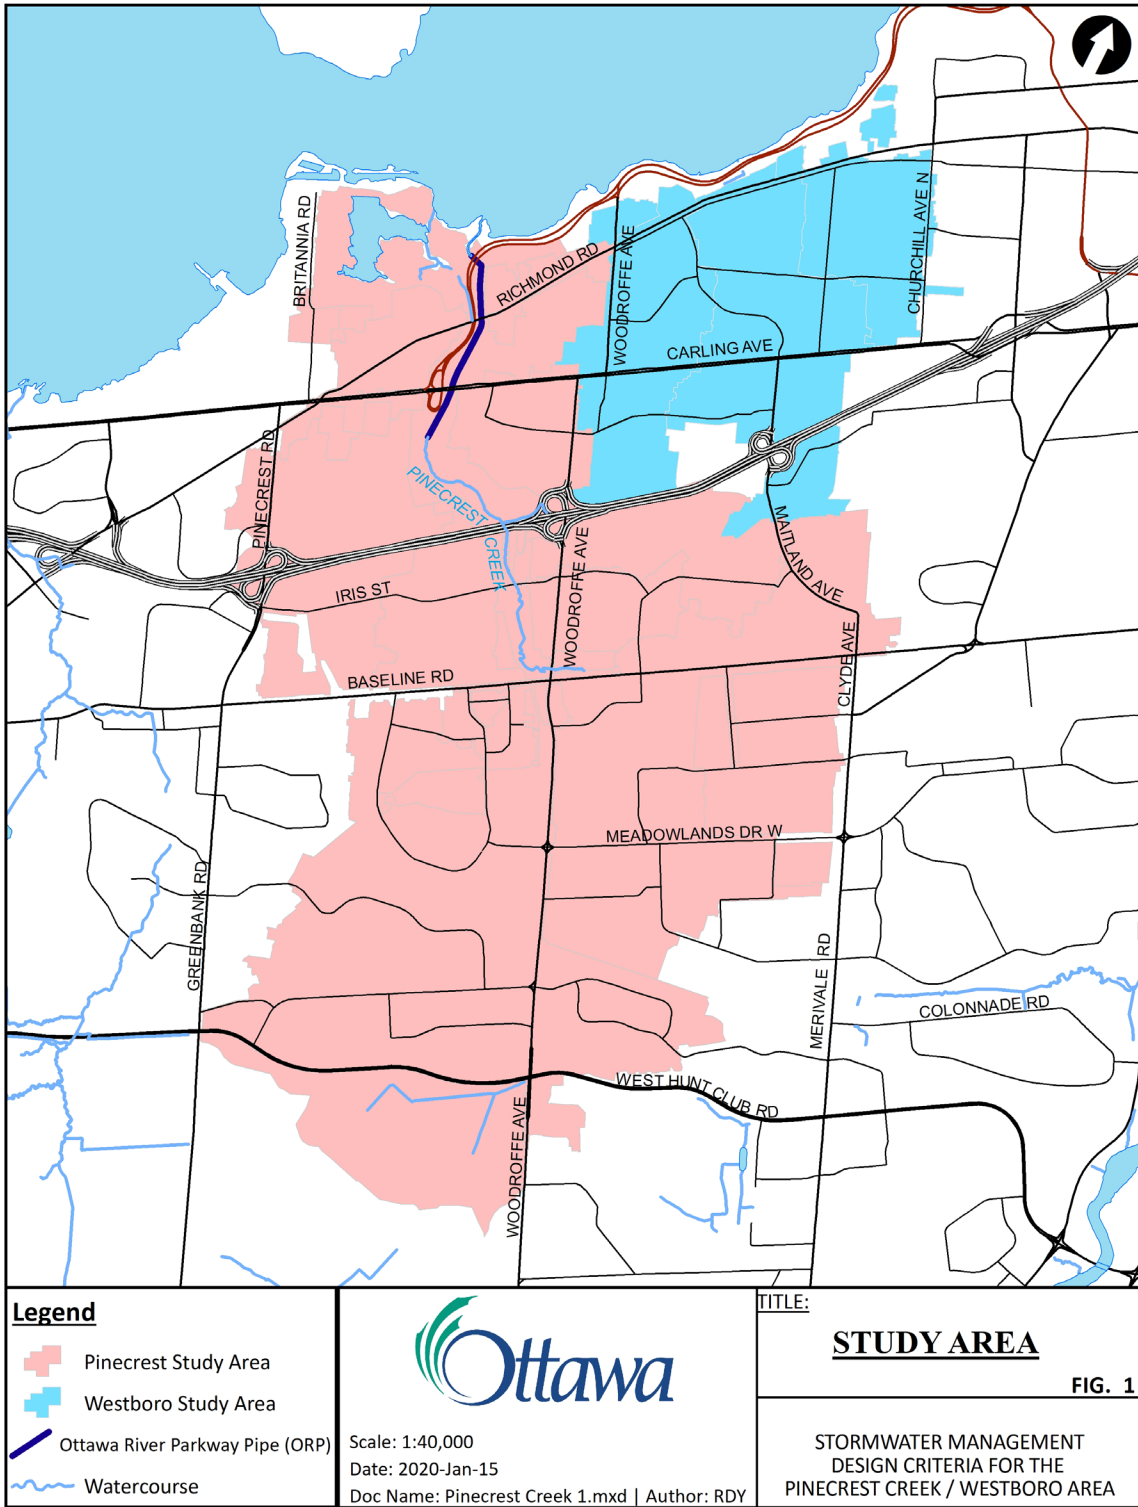 BRITANNIA RD
RICHMOND RD
WOODROFFE AVE
CHURCHILL AVE N
CARLING AVE
PINECREST RD
PINECREST
CREEK
WOODROFFE AVE
MAITLAND AVE
IRIS ST
BASELINE RD
CLYDE AVE
MEADOWLANDS DR W
GREENBANK RD
MERIVALE RD
COLONNADE RD
WEST HUNT CLUB RD
WOODROFFE AVE
Legend
Pinecrest Study Area
Westboro Study Area
Ottawa River Parkway Pipe (ORP)
Watercourse
Ottawa
Scale: 1:40,000
Date: 2020-Jan-15
Doc Name: Pinecrest Creek 1.mxd | Author: RDY
TITLE:
STUDY AREA
FIG. 1
STORMWATER MANAGEMENT
DESIGN CRITERIA FOR THE
PINECREST CREEK / WESTBORO AREA